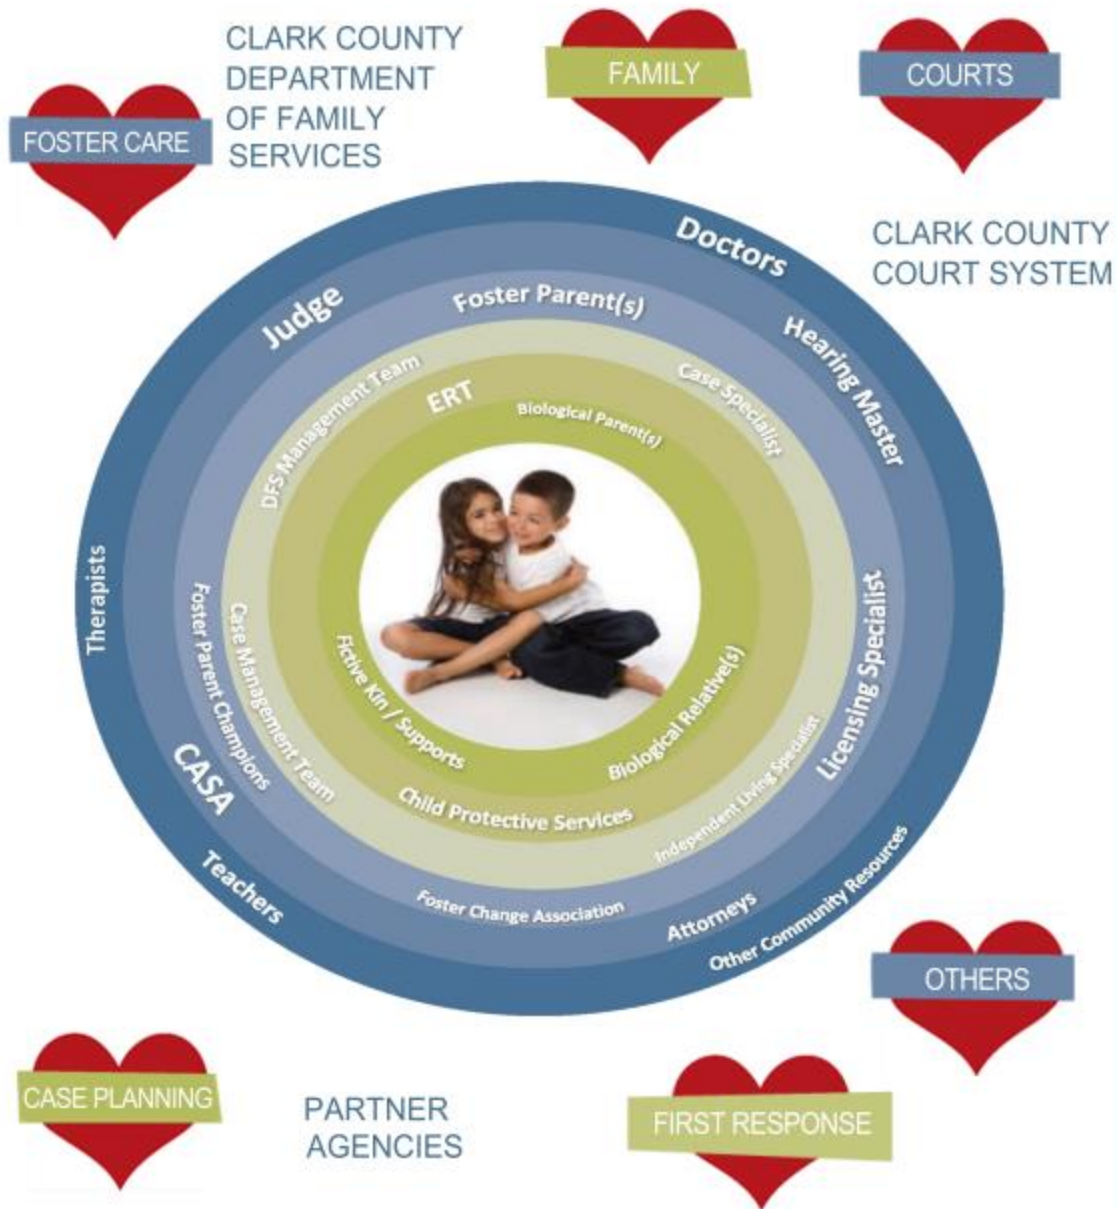 CLARK COUNTY
DEPARTMENT
OF FAMILY
SERVICES
FOSTER CARE
FAMILY
COURTS
CLARK COUNTY
COURT SYSTEM
Doctors
Judge
Hearing Master
Therapists
CASA
Teachers
Attorneys
Other Community Resources
Foster Parent(s)
Licensing Specialist
Foster Parent Champions
Foster Change Association
DFS Management Team
Case Specialist
Case Management Team
Independent Living Specialist
ERT
Child Protective Services
Biological Parent(s)
Fictive Kin / Supports
Biological Relative(s)
OTHERS
CASE PLANNING
PARTNER
AGENCIES
FIRST RESPONSE